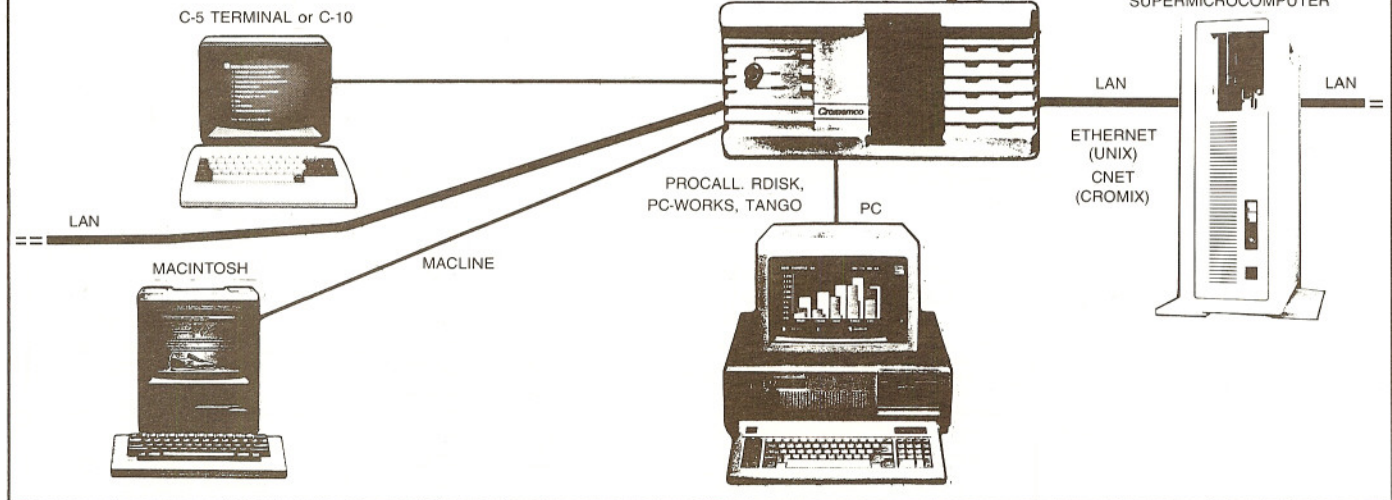 C-5 TERMINAL or C-10
SUPERMICROCOMPUTER
Cromemco
LAN
LAN
ETHERNET
(UNIX)
CNET
(CROMIX)
PROCALL. RDISK,
PC-WORKS, TANGO
PC
LAN
MACLINE
MACINTOSH